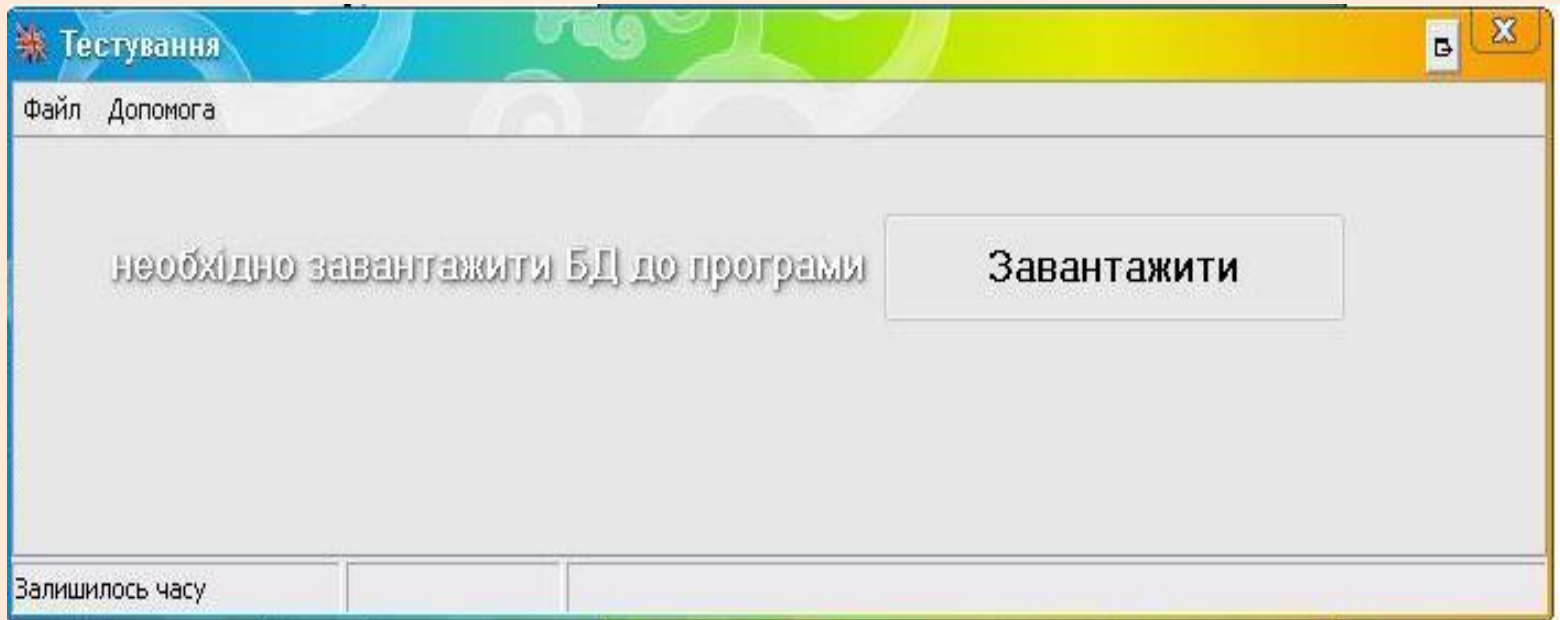 Тестування
Файл Допомога
необхідно завантажити БД до програми
Завантажити
Залишилось часу